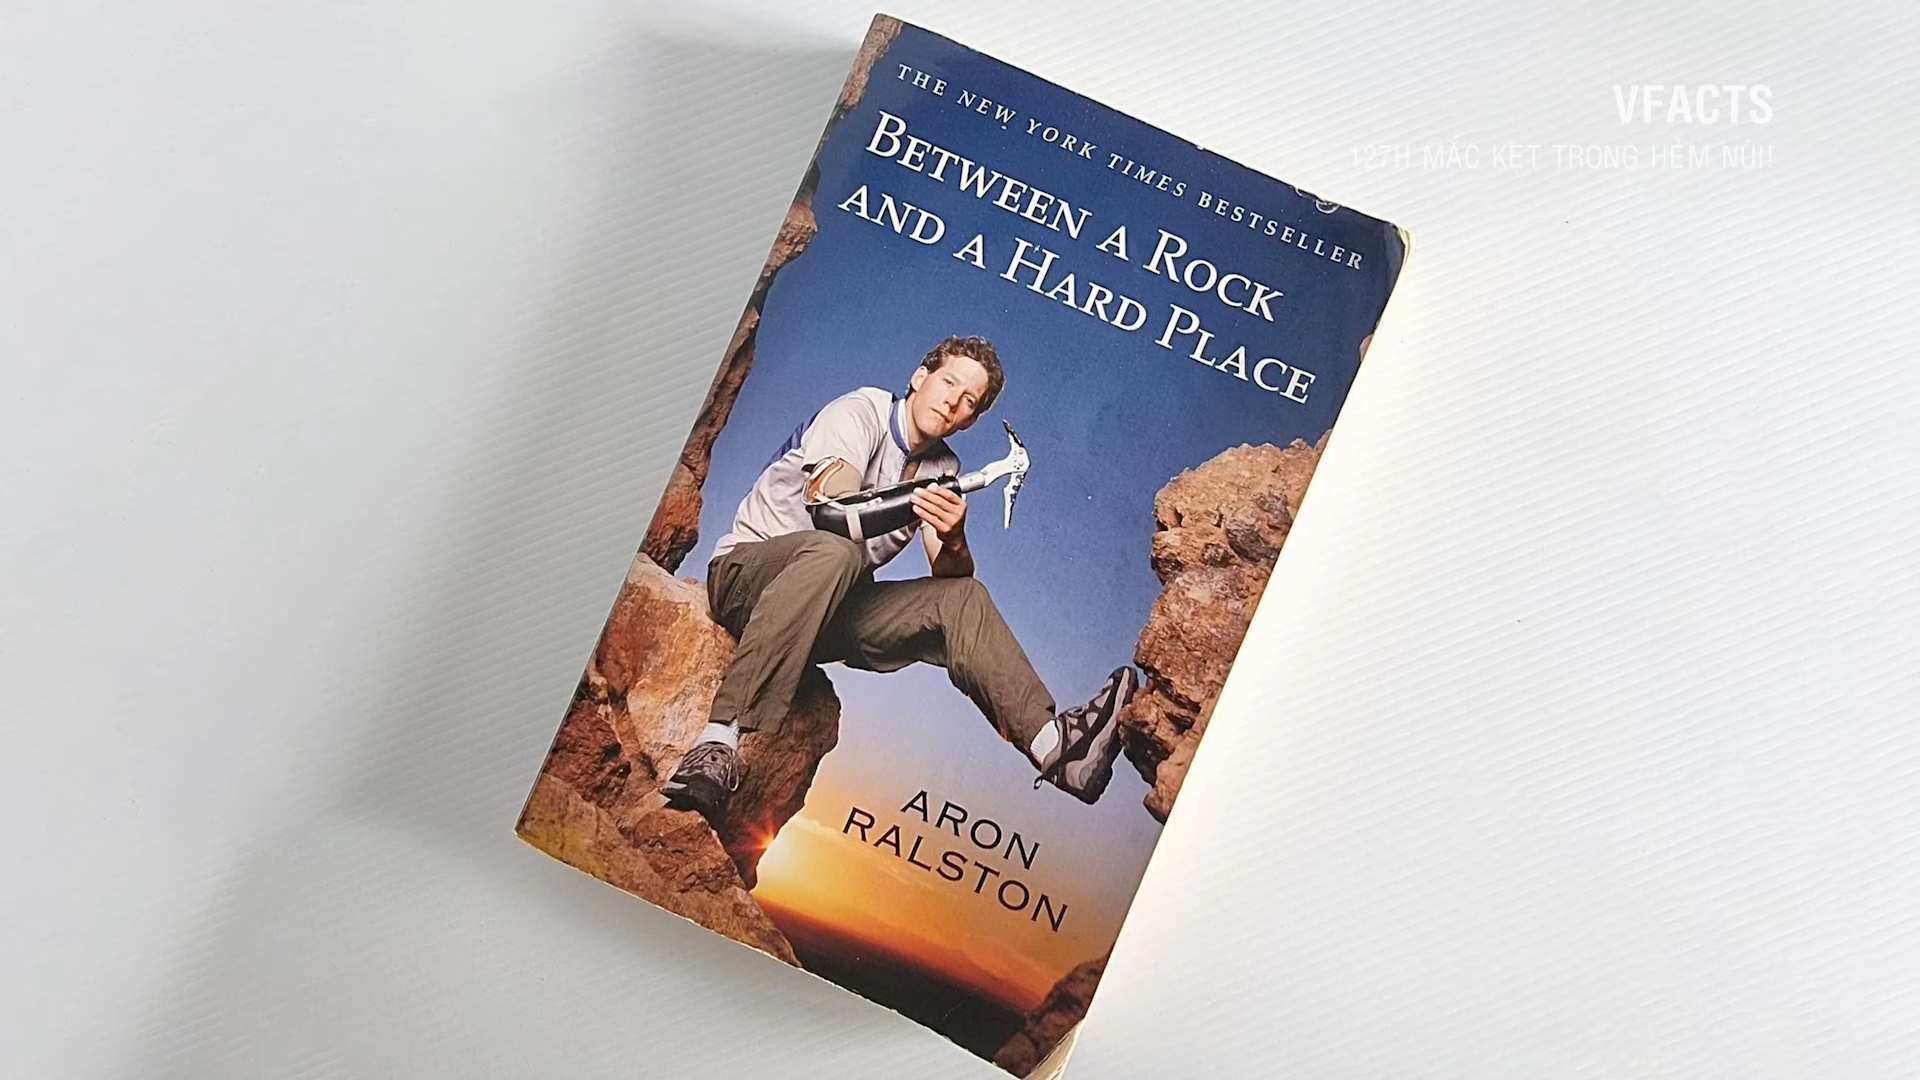 THE NEW YORK TIMES BESTSELLER
BETWEEN A ROCK
AND A HARD PLACE
ARON
RALSTON
VFACTS
127H MẮC KẸT TRONG HẺM NÚI!